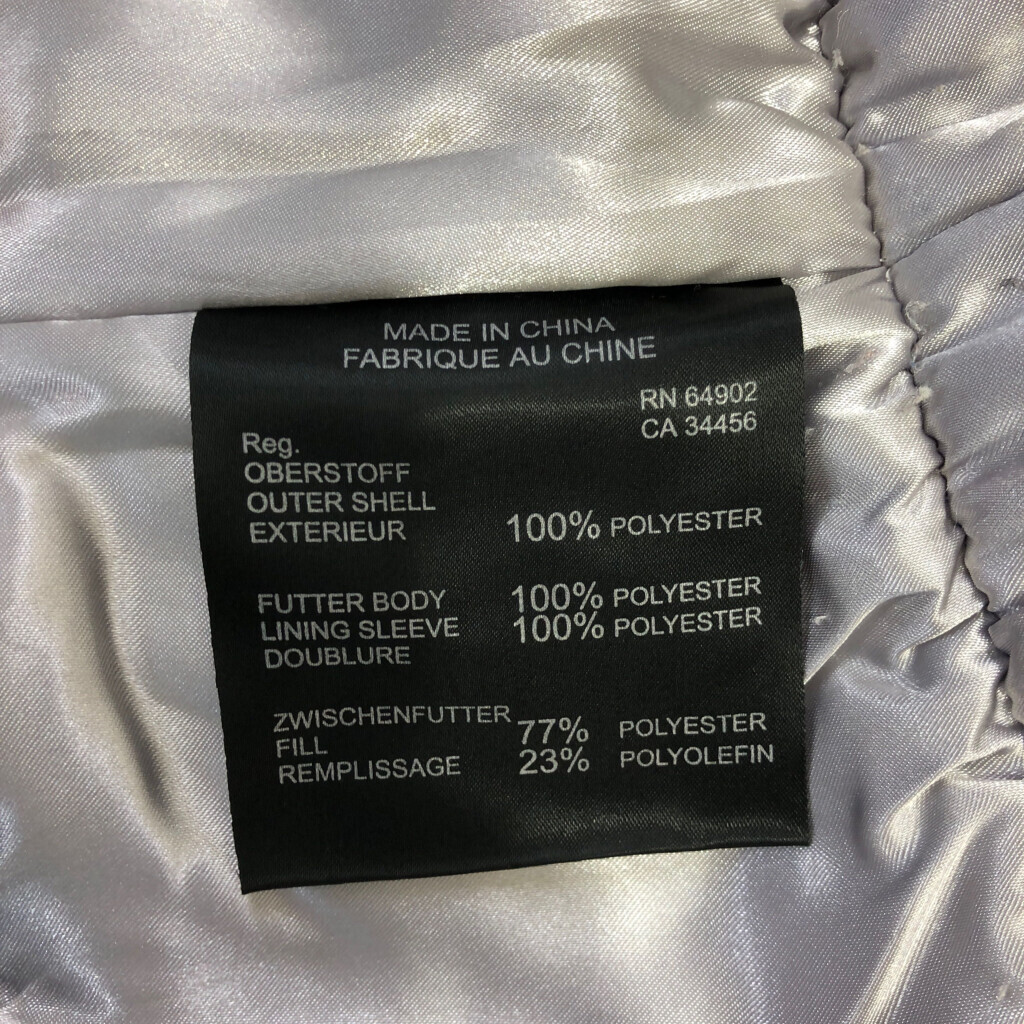 MADE IN CHINA
FABRIQUE AU CHINE
RN 64902
CA 34456
Reg.
OBERSTOFF
OUTER SHELL
EXTERIEUR 100% POLYESTER
FUTTER BODY 100% POLYESTER
LINING SLEEVE 100% POLYESTER
DOUBLURE
ZWISCHENFUTTER 77% POLYESTER
FILL
REMPLISSAGE 23% POLYOLEFIN